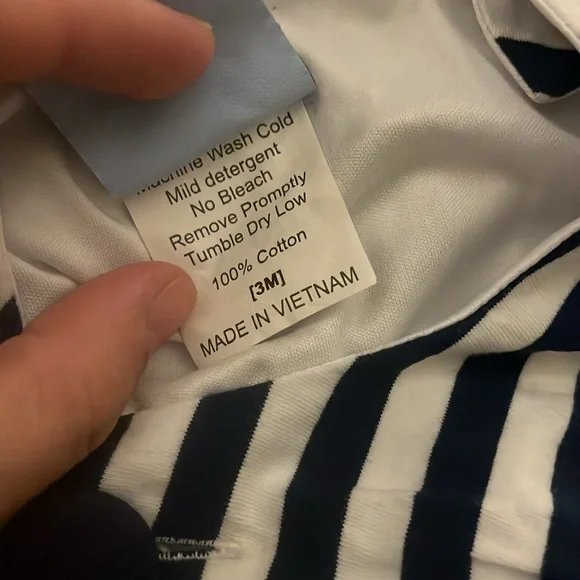 Machine Wash Cold
Mild detergent
No Bleach
Remove Promptly
Tumble Dry Low
100% Cotton
[3M]
MADE IN VIETNAM